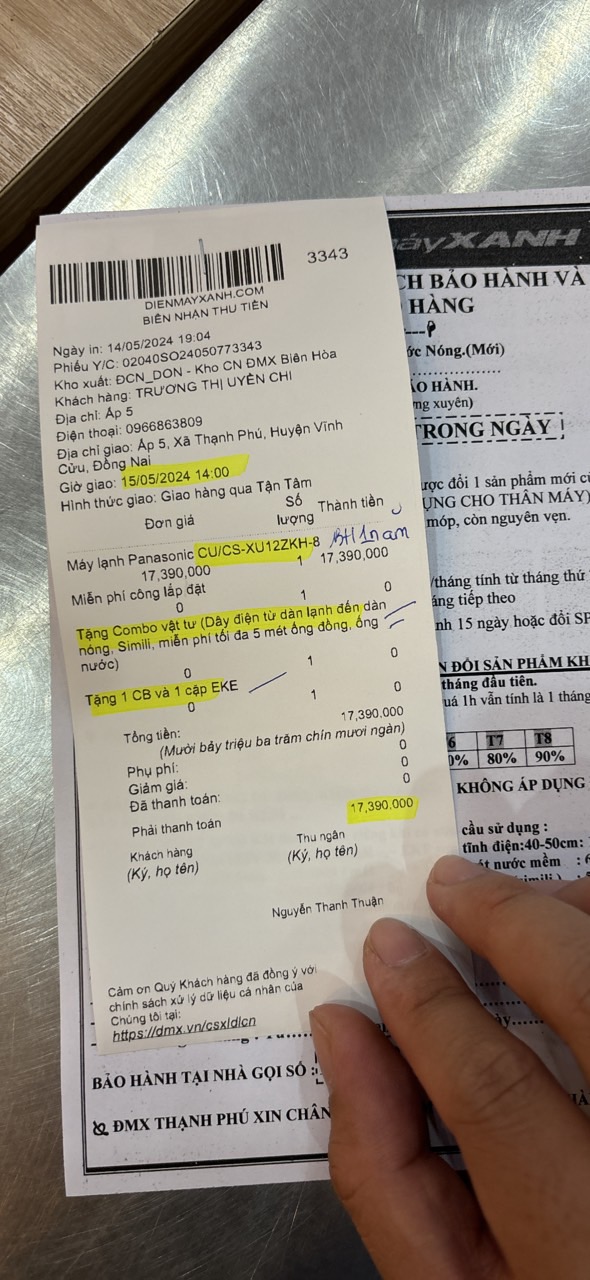 3343
DIENMAYXANH.COM
BIÊN NHẬN THU TIỀN
Ngày in: 14/05/2024 19:04
Phiếu Y/C: 02040SO24050773343
Kho xuất: ĐCN_DON - Kho CN ĐMX Biên Hòa
Khách hàng: TRƯƠNG THỊ UYÊN CHI
Địa chỉ: Ấp 5
Điện thoại: 0966863809
Địa chỉ giao: Ấp 5, Xã Thạnh Phú, Huyện Vĩnh
Cửu, Đồng Nai
Giờ giao: 15/05/2024 14:00
Hình thức giao: Giao hàng qua Tận Tâm
Đơn giá Số lượng Thành tiền
Máy lạnh Panasonic CU/CS-XU12ZKH-8 BH 1 năm
17,390,000 1 17,390,000
Miễn phí công lắp đặt
0 1 0
Tặng Combo vật tư (Dây điện từ dàn lạnh đến dàn
nóng, Simili, miễn phí tối đa 5 mét ống đồng, ống
nước)
0 1 0
Tặng 1 CB và 1 cặp EKE
0 1 0
Tổng tiền: 17,390,000
(Mười bảy triệu ba trăm chín mươi ngàn)
Phụ phí: 0
Giảm giá: 0
Đã thanh toán: 0
Phải thanh toán 17,390,000
Khách hàng Thu ngân
(Ký, họ tên) (Ký, họ tên)
Nguyễn Thanh Thuận
Cảm ơn Quý Khách hàng đã đồng ý với
chính sách xử lý dữ liệu cá nhân của
Chúng tôi tại:
https://dmx.vn/csxldlcn
máyXANH
CH BẢO HÀNH VÀ
HÀNG
ớc Nóng.(Mới)
ẢO HÀNH.
ng xuyên)
TRONG NGÀY
ược đổi 1 sản phẩm mới
ỤNG CHO THÂN MÁY)
móp, còn nguyên vẹn.
/tháng tính từ tháng thứ
áng tiếp theo
nh 15 ngày hoặc đổi SP
N ĐỔI SẢN PHẨM KH
tháng đầu tiên.
uá 1h vẫn tính là 1 tháng
6 T7 T8
0% 80% 90%
KHÔNG ÁP DỤNG
cầu sử dụng :
tĩnh điện:40-50cm:
t nước mềm :
BẢO HÀNH TẠI NHÀ GỌI SỐ :
ĐMX THẠNH PHÚ XIN CHÂN